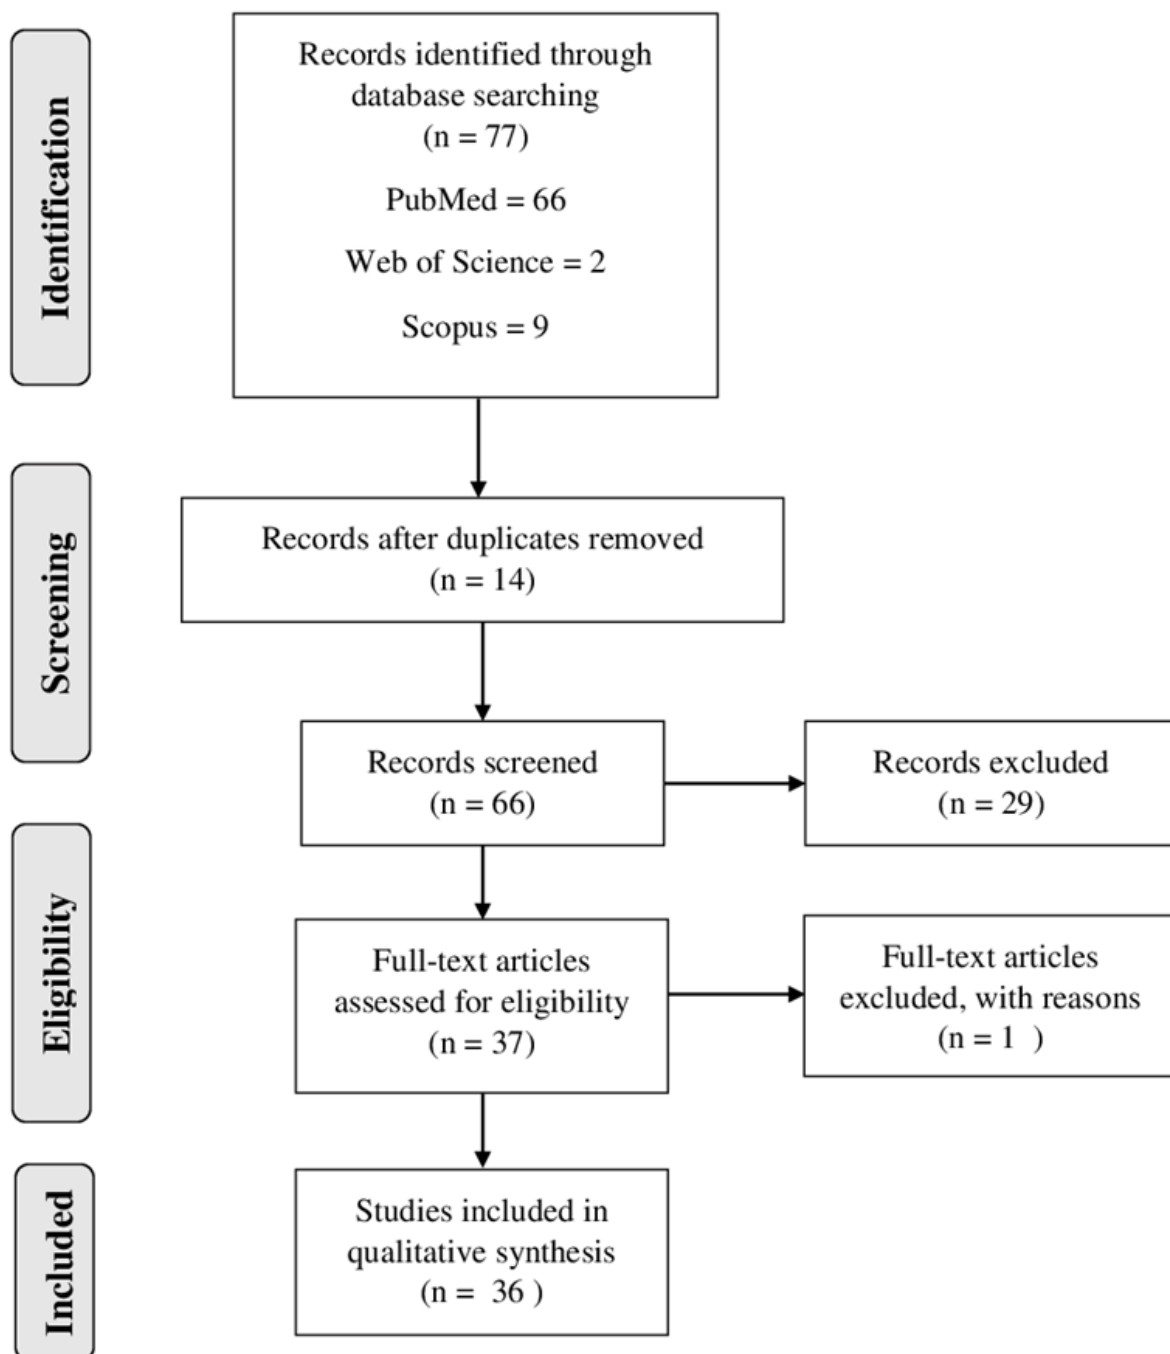 Identification
Records identified through
database searching
(n = 77)
PubMed = 66
Web of Science = 2
Scopus = 9
Screening
Records after duplicates removed
(n = 14)
Records screened
(n = 66)
Records excluded
(n = 29)
Eligibility
Full-text articles
assessed for eligibility
(n = 37)
Full-text articles
excluded, with reasons
(n = 1  )
Included
Studies included in
qualitative synthesis
(n =  36 )